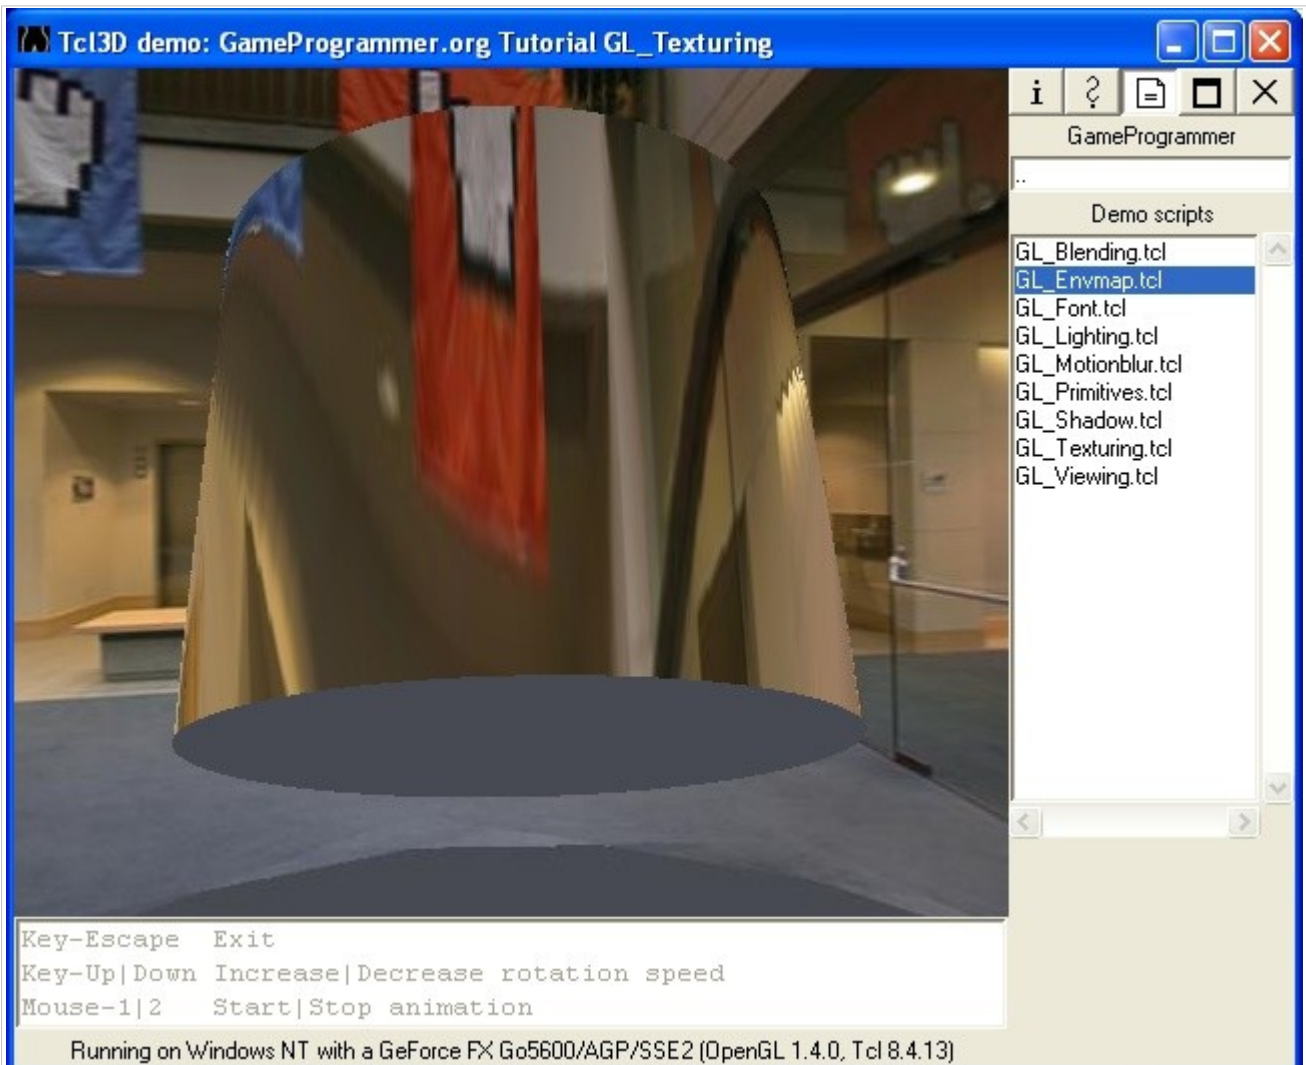 Tcl3D demo: GameProgrammer.org Tutorial GL_Texturing
i ?
GameProgrammer
..
Demo scripts
GL_Blending.tcl
GL_Envmap.tcl
GL_Font.tcl
GL_Lighting.tcl
GL_Motionblur.tcl
GL_Primitives.tcl
GL_Shadow.tcl
GL_Texturing.tcl
GL_Viewing.tcl
Key-Escape Exit
Key-Up|Down Increase|Decrease rotation speed
Mouse-1|2 Start|Stop animation
Running on Windows NT with a GeForce FX Go5600/AGP/SSE2 (OpenGL 1.4.0, Tcl 8.4.13)